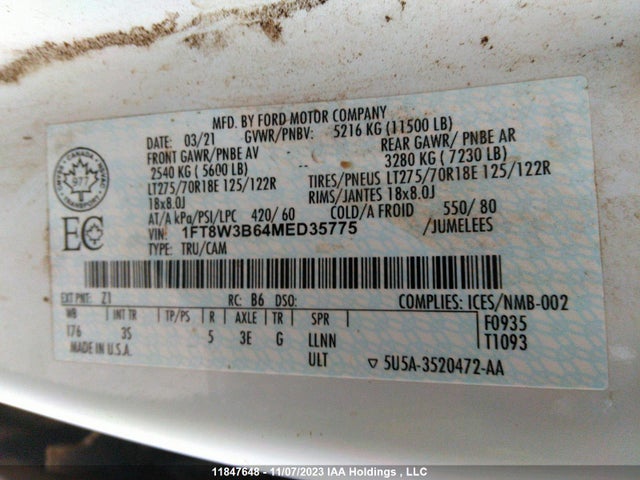 MFD. BY FORD MOTOR COMPANY
DATE: 03/21 GVWR/PNBV: 5216 KG (11500 LB)
FRONT GAWR/PNBE AV REAR GAWR/ PNBE AR
2540 KG ( 5600 LB) 3280 KG ( 7230 LB)
LT275/70R18E 125/122R TIRES/PNEUS LT275/70R18E 125/122R
18x8.0J RIMS/JANTES 18x8.0J
AT/A kPa/PSI/LPC 420/ 60 COLD/A FROID 550/ 80
VIN: 1FT8W3B64MED35775 /JUMELEES
TYPE: TRU/CAM
EC
EXT PNT: Z1 RC: B6 DSO: COMPLIES: ICES/NMB-002
WB INT TR TP/PS R AXLE TR SPR F0935
176 3S 5 3E G LLNN T1093
MADE IN U.S.A. ULT ▽ 5U5A-3520472-AA
11847648 - 11/07/2023 IAA Holdings , LLC